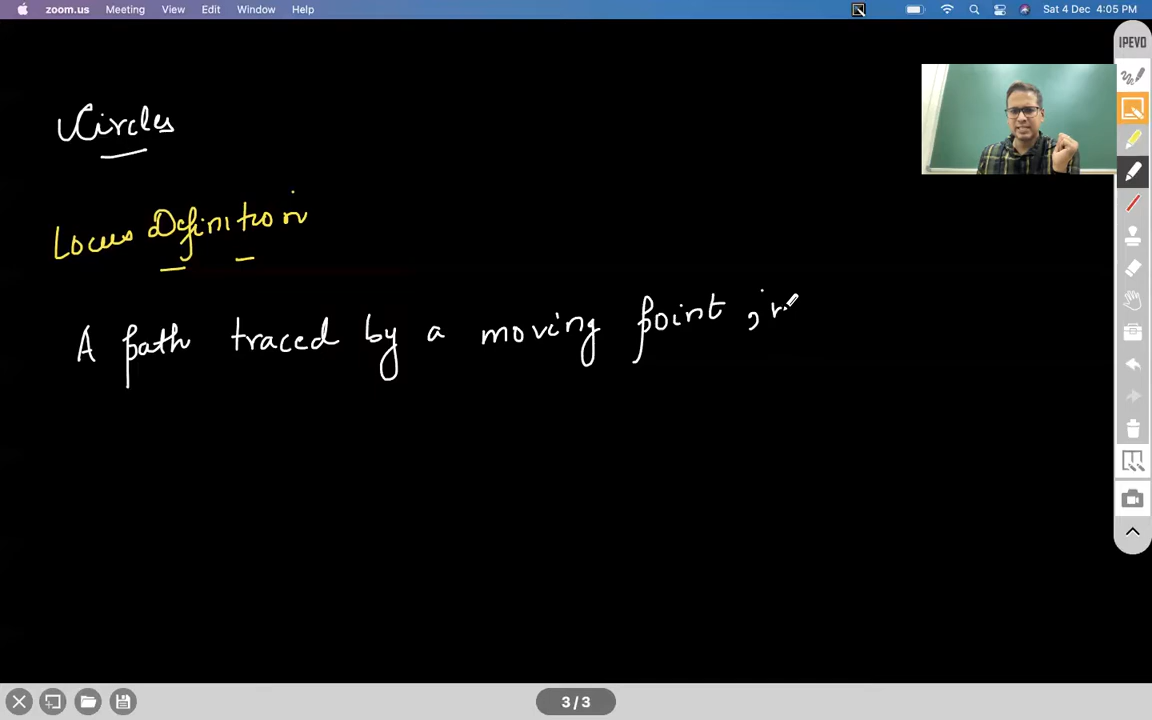 zoom.us Meeting View Edit Window Help Sat 4 Dec 4:05 PM
IPEVO
Circles
Locus Definition
A path traced by a moving point , in
3/3